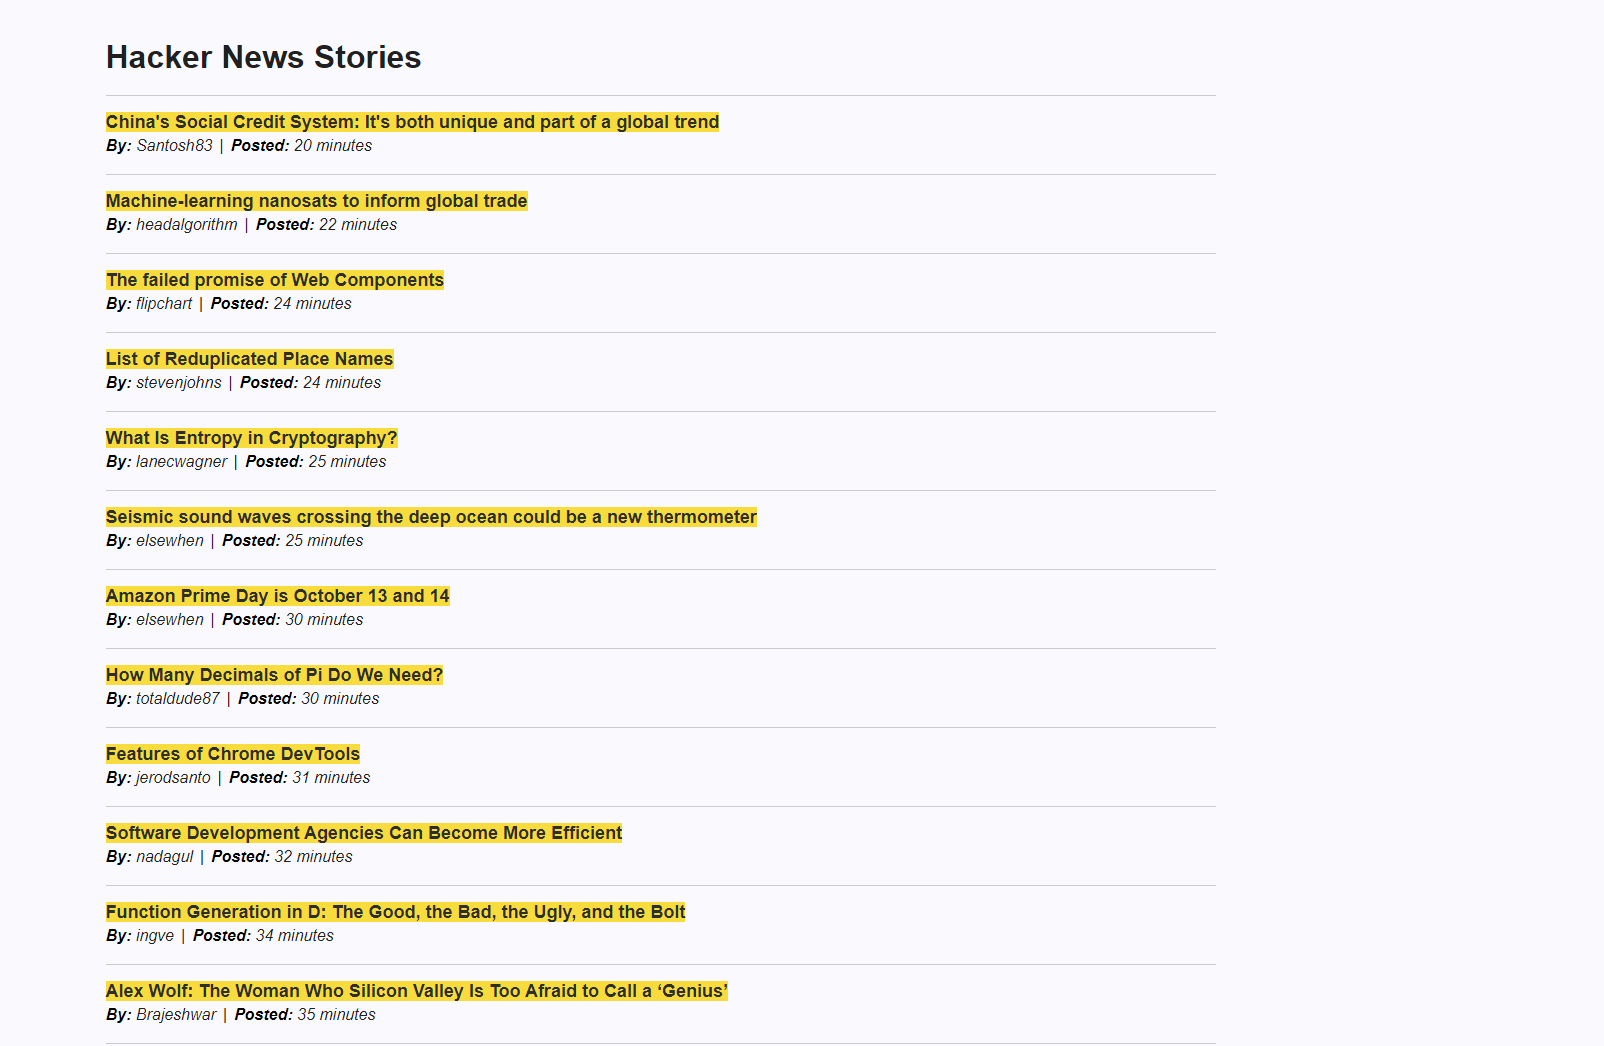 Hacker News Stories
China's Social Credit System: It's both unique and part of a global trend
By: Santosh83 | Posted: 20 minutes
Machine-learning nanosats to inform global trade
By: headalgorithm | Posted: 22 minutes
The failed promise of Web Components
By: flipchart | Posted: 24 minutes
List of Reduplicated Place Names
By: stevenjohns | Posted: 24 minutes
What Is Entropy in Cryptography?
By: lanecwagner | Posted: 25 minutes
Seismic sound waves crossing the deep ocean could be a new thermometer
By: elsewhen | Posted: 25 minutes
Amazon Prime Day is October 13 and 14
By: elsewhen | Posted: 30 minutes
How Many Decimals of Pi Do We Need?
By: totaldude87 | Posted: 30 minutes
Features of Chrome DevTools
By: jerodsanto | Posted: 31 minutes
Software Development Agencies Can Become More Efficient
By: nadagul | Posted: 32 minutes
Function Generation in D: The Good, the Bad, the Ugly, and the Bolt
By: ingve | Posted: 34 minutes
Alex Wolf: The Woman Who Silicon Valley Is Too Afraid to Call a ‘Genius’
By: Brajeshwar | Posted: 35 minutes